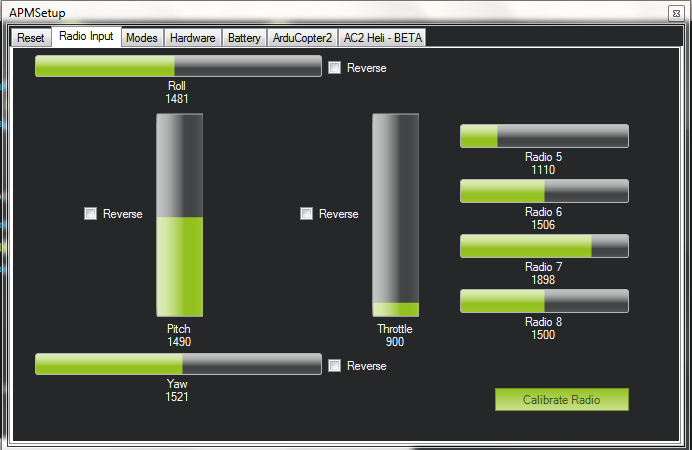 APMSetup
Reset Radio Input Modes Hardware Battery ArduCopter2 AC2 Heli - BETA
Reverse
Roll
1481
Radio 5
1110
Radio 6
1506
Reverse
Reverse
Radio 7
1898
Radio 8
1500
Pitch
1490
Throttle
900
Reverse
Yaw
1521
Calibrate Radio